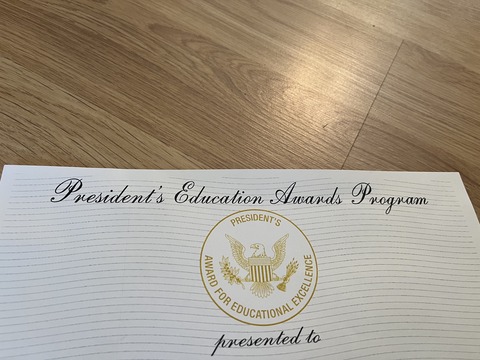 President's Education Awards Program
PRESIDENT'S
AWARD FOR EDUCATIONAL EXCELLENCE
presented to